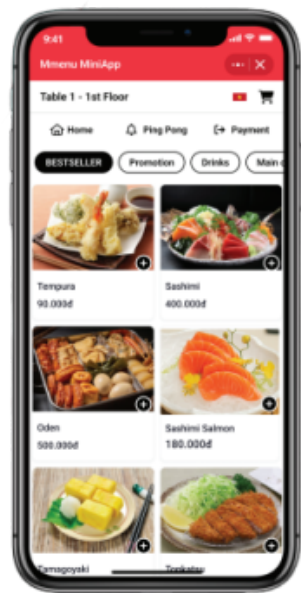 9:41
Mmenu MiniApp
Table 1 - 1st Floor
Home Ping Pong Payment
BESTSELLER Promotion Drinks Main
Tempura Sashimi
90.000đ 400.000đ
Oden Sashimi Salmon
500.000đ 180.000đ
Tamagoyaki Tonkatsu